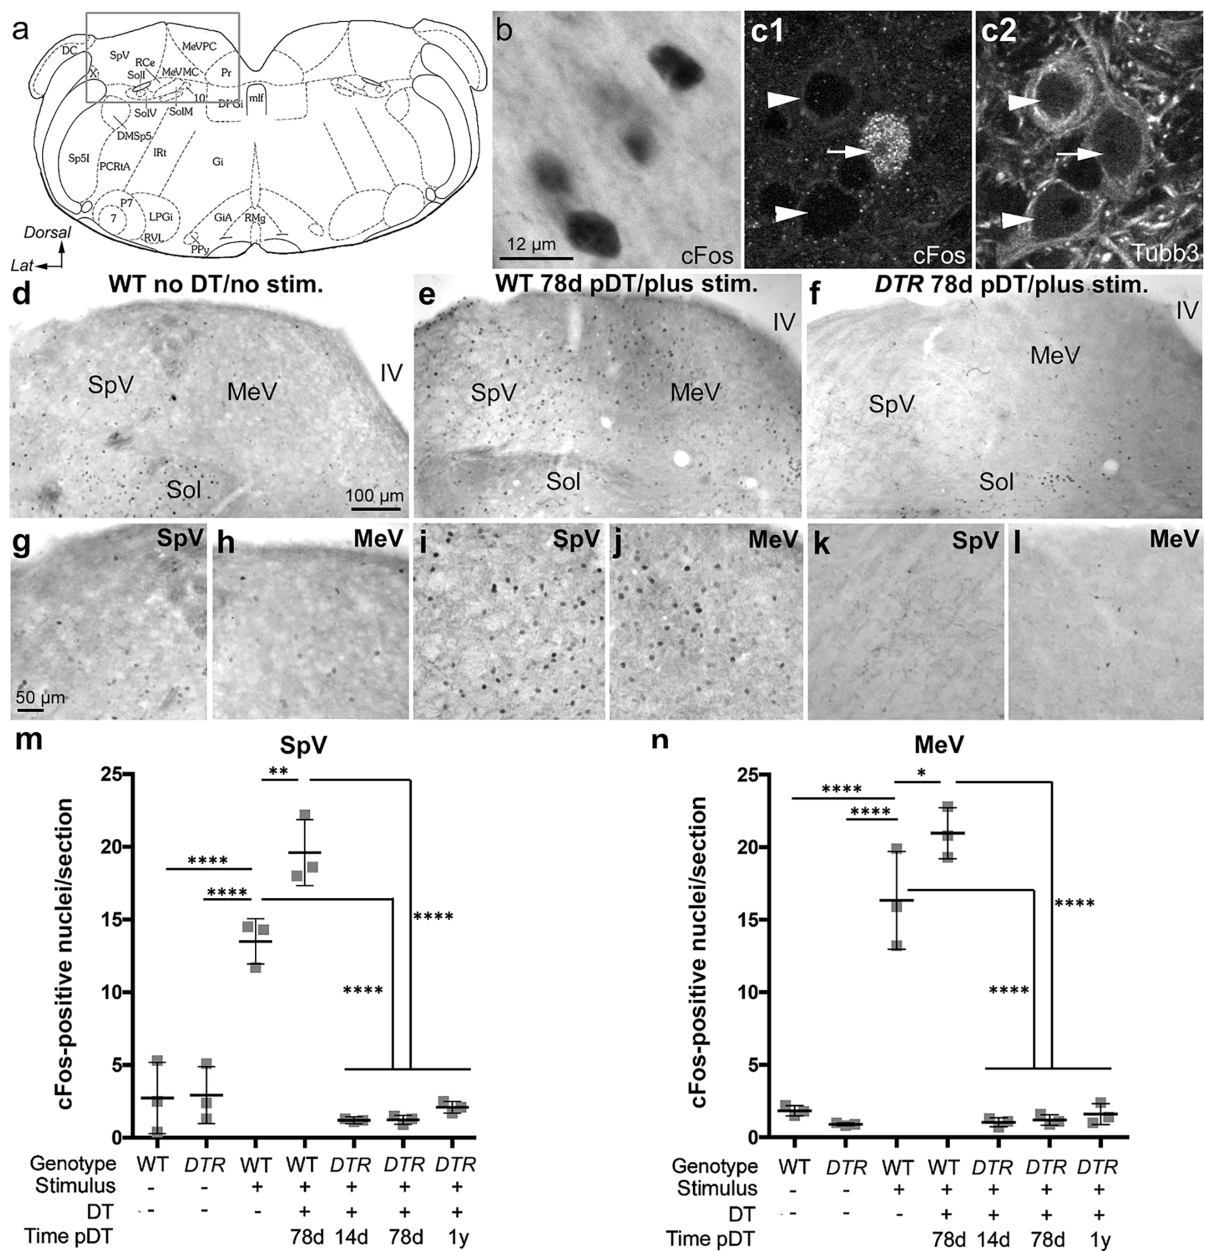 a
DC
SpV
MeVPC
RCe
SolI
MeVMC
Pr
X
10
SolV
SolM
DPGi
mlf
DMSp5
Sp5I
PCRtA
IRt
Gi
P7
7
LPGi
GiA
RMg
RVL
PPy
Dorsal
Lat
b
12 µm
cFos
c1
cFos
c2
Tubb3
d WT no DT/no stim.
SpV
MeV
IV
Sol
100 µm
e WT 78d pDT/plus stim.
IV
SpV
MeV
Sol
f DTR 78d pDT/plus stim.
IV
MeV
SpV
Sol
g SpV
50 µm
h MeV
i SpV
j MeV
k SpV
l MeV
m
SpV
cFos-positive nuclei/section
25
20
15
10
5
0
**
****
****
****
****
Genotype WT DTR WT WT DTR DTR DTR
Stimulus - - + + + + +
DT - - + + + +
Time pDT 78d 14d 78d 1y
n
MeV
cFos-positive nuclei/section
25
20
15
10
5
0
*
****
****
****
****
Genotype WT DTR WT WT DTR DTR DTR
Stimulus - - + + + + +
DT - - + + + +
Time pDT 78d 14d 78d 1y